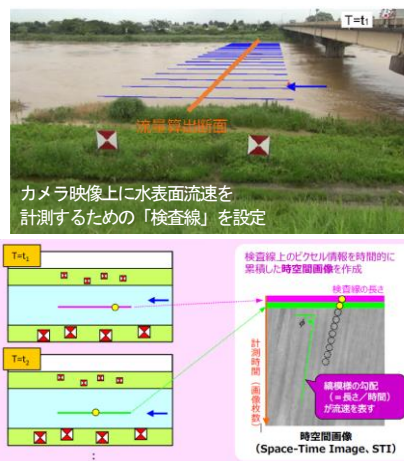 T=t₁
流量算出断面
カメラ映像上に水表面流速を
計測するための「検査線」を設定
T=t₁
T=t₂
⋮
検査線上のピクセル情報を時間的に
累積した時空間画像を作成
検査線の長さ
計測時間（画像枚数）
φ
縞模様の勾配
（＝長さ／時間）
が流速を表す
時空間画像
(Space-Time Image、STI)